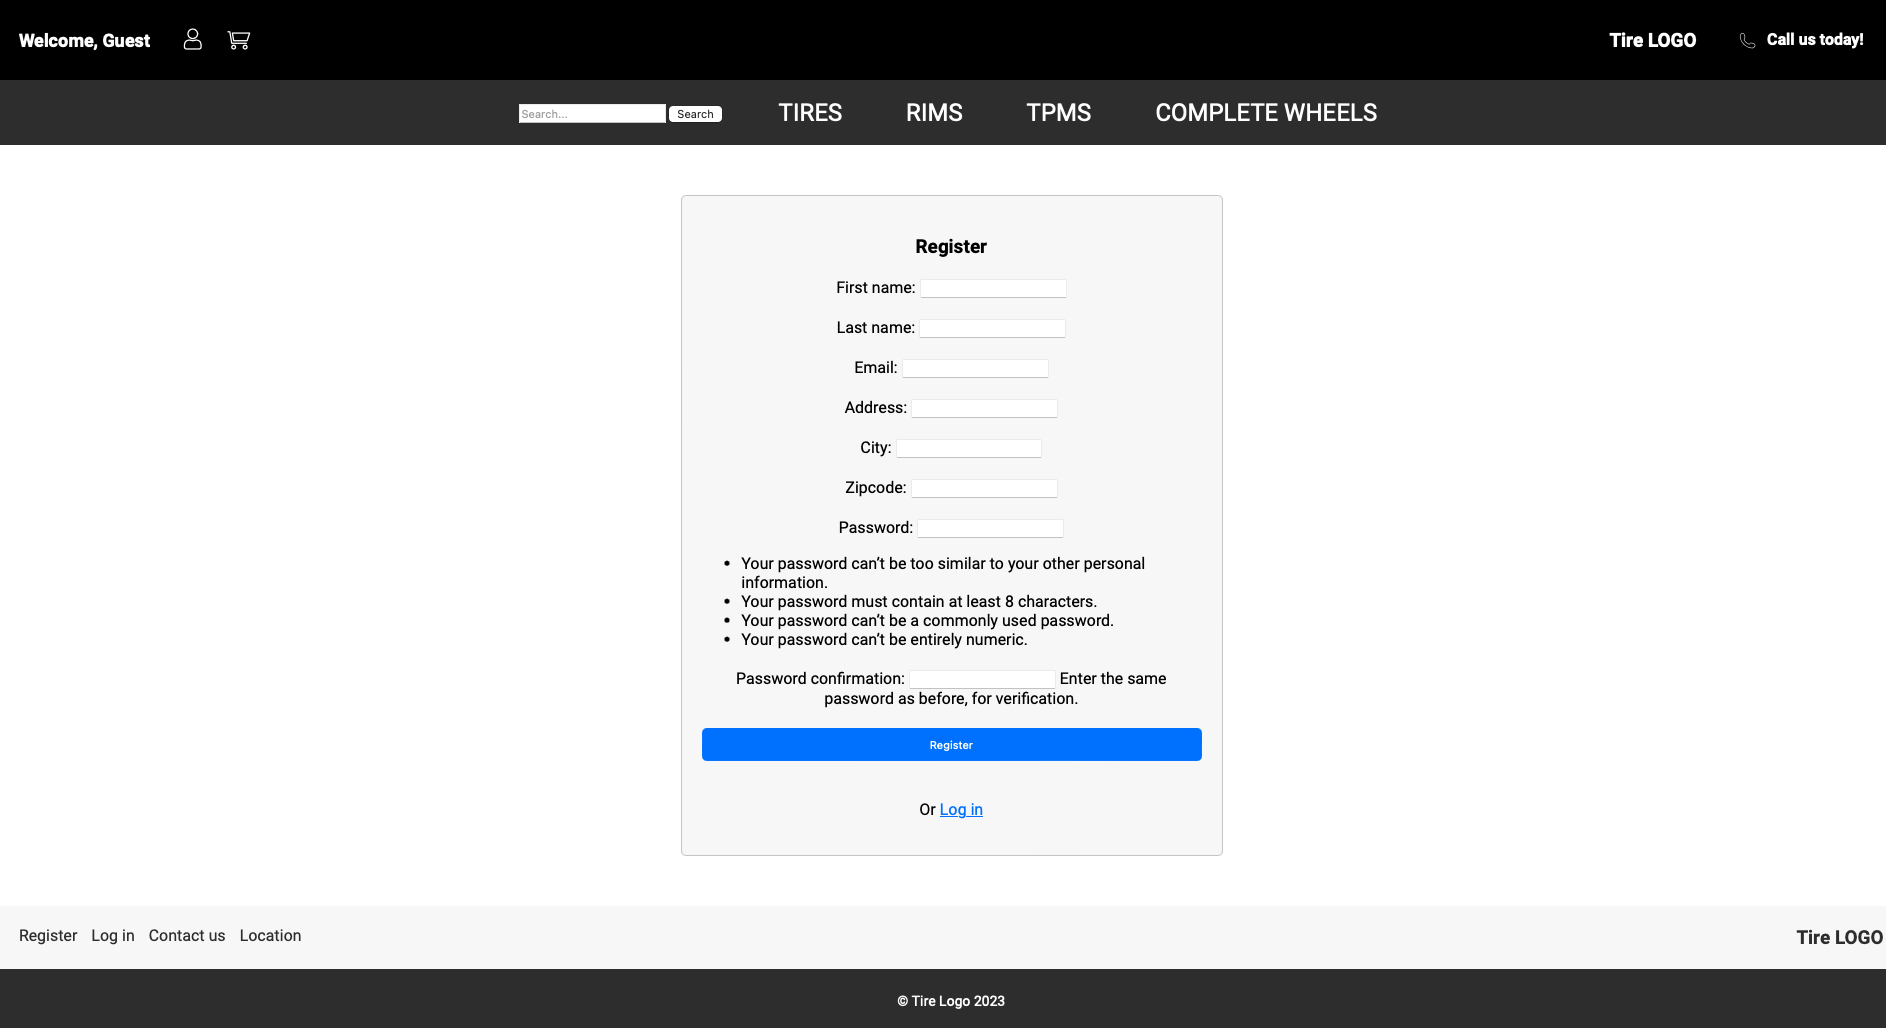 Welcome, Guest
Tire LOGO
Call us today!
Search...
Search
TIRES
RIMS
TPMS
COMPLETE WHEELS
Register
First name:
Last name:
Email:
Address:
City:
Zipcode:
Password:
• Your password can’t be too similar to your other personal
information.
• Your password must contain at least 8 characters.
• Your password can’t be a commonly used password.
• Your password can’t be entirely numeric.
Password confirmation: Enter the same
password as before, for verification.
Register
Or Log in
Register Log in Contact us Location
Tire LOGO
© Tire Logo 2023